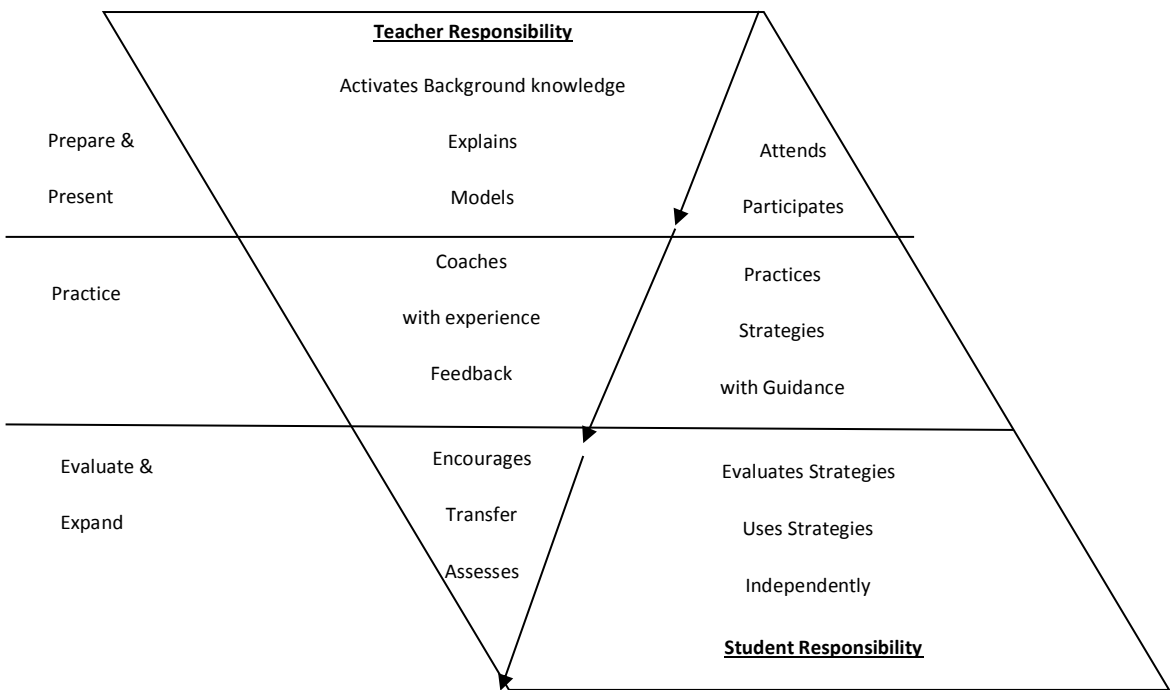 Teacher Responsibility
Activates Background knowledge
Prepare &
Explains
Attends
Present
Models
Participates
Coaches
Practices
Practice
with experience
Strategies
Feedback
with Guidance
Encourages
Evaluate &
Evaluates Strategies
Transfer
Expand
Uses Strategies
Assesses
Independently
Student Responsibility